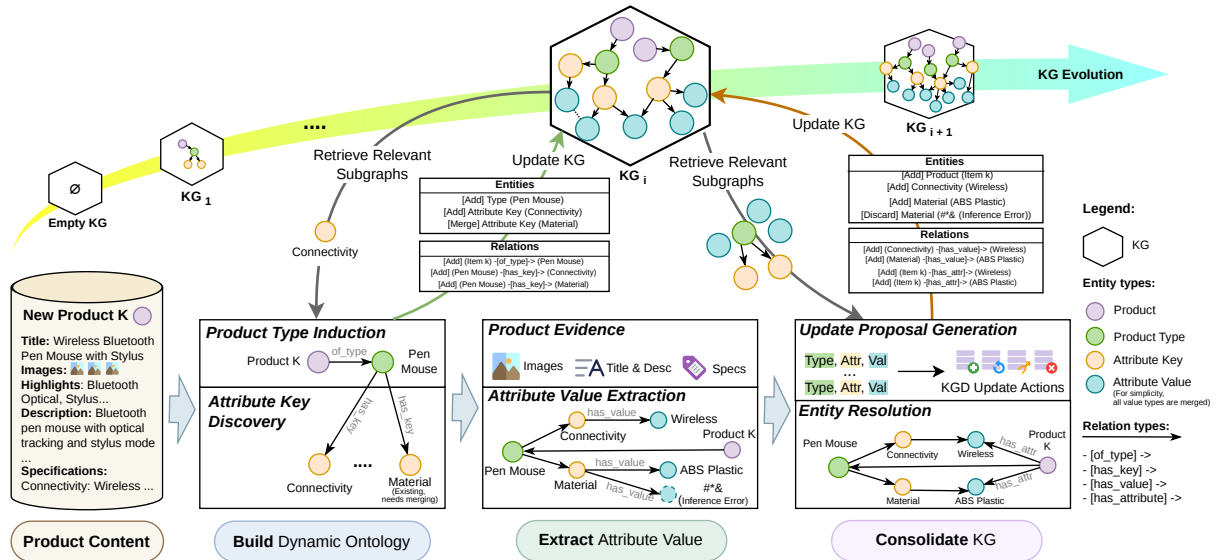 KG Evolution
KG i
KG i + 1
....
KG 1
∅
Empty KG
Retrieve Relevant
Subgraphs
Update KG
Retrieve Relevant
Subgraphs
Update KG
Connectivity
Entities
[Add] Type (Pen Mouse)
[Add] Attribute Key (Connectivity)
[Merge] Attribute Key (Material)
Relations
[Add] (Item k) -[of_type]-> (Pen Mouse)
[Add] (Pen Mouse) -[has_key]-> (Connectivity)
[Add] (Pen Mouse) -[has_key]-> (Material)
Entities
[Add] Product (Item k)
[Add] Connectivity (Wireless)
[Add] Material (ABS Plastic)
[Discard] Material (#*& (Inference Error))
Relations
[Add] (Connectivity) -[has_value]-> (Wireless)
[Add] (Material) -[has_value]-> (ABS Plastic)
[Add] (Item k) -[has_attr]-> (Wireless)
[Add] (Item k) -[has_attr]-> (ABS Plastic)
Legend:
KG
Entity types:
Product
Product Type
Attribute Key
Attribute Value
(For simplicity,
all value types are merged)
Relation types:
- [of_type] ->
- [has_key] ->
- [has_value] ->
- [has_attribute] ->
New Product K
Title: Wireless Bluetooth
Pen Mouse with Stylus
Images:
Highlights: Bluetooth
Optical, Stylus...
Description: Bluetooth
pen mouse with optical
tracking and stylus mode
...
Specifications:
Connectivity: Wireless ...
Product Content
Product Type Induction
Product K
of_type
Pen
Mouse
Attribute Key
Discovery
has_key
has_key
....
Connectivity
Material
(Existing,
needs merging)
Build Dynamic Ontology
Product Evidence
Images
Title & Desc
Specs
Attribute Value Extraction
has_value
Wireless
Connectivity
Product K
Pen Mouse
has_value
ABS Plastic
Material
has_value
#*&
(Inference Error)
Extract Attribute Value
Update Proposal Generation
Type, Attr, Val
...
Type, Attr, Val
KGD Update Actions
Entity Resolution
Pen Mouse
Connectivity
Wireless
has_attr
Product
K
Material
ABS Plastic
has_attr
Consolidate KG